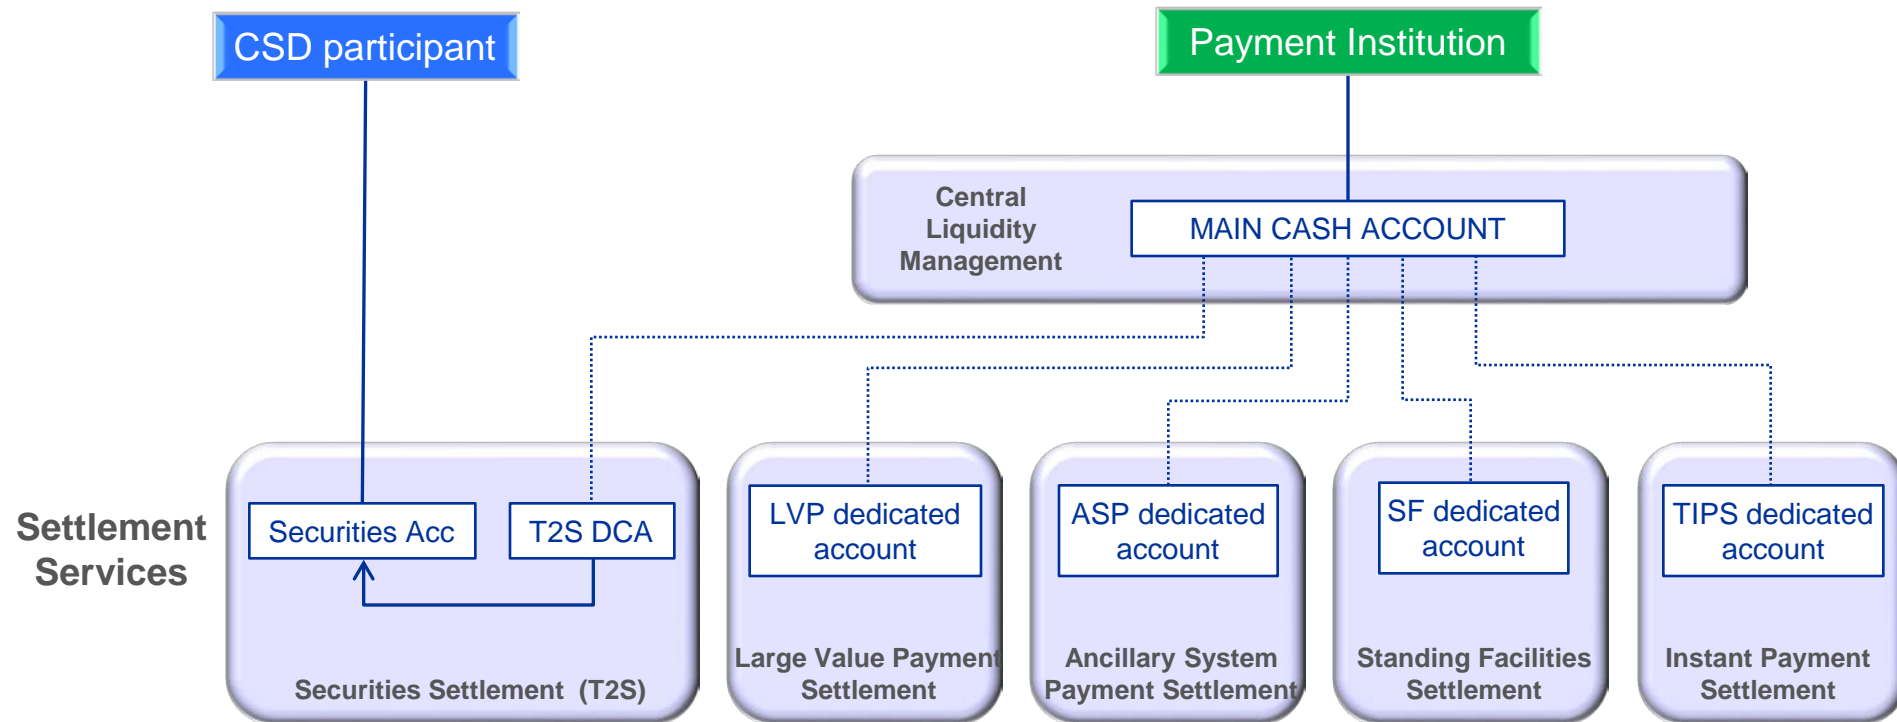 CSD participant
Payment Institution
Central
Liquidity
Management
MAIN CASH ACCOUNT
Settlement
Services
Securities Acc
T2S DCA
Securities Settlement (T2S)
LVP dedicated
account
Large Value Payment
Settlement
ASP dedicated
account
Ancillary System
Payment Settlement
SF dedicated
account
Standing Facilities
Settlement
TIPS dedicated
account
Instant Payment
Settlement